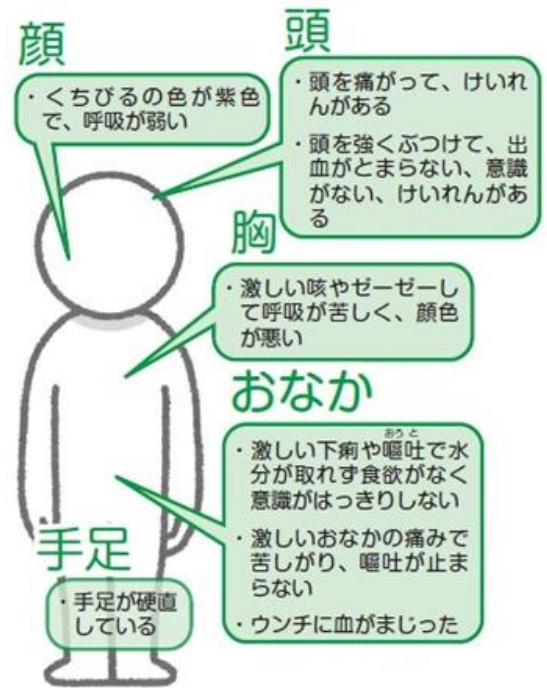 顔
・くちびるの色が紫色
で、呼吸が弱い
頭
・頭を痛がって、けいれ
んがある
・頭を強くぶつけて、出
血がとまらない、意識
がない、けいれんがあ
る
胸
・激しい咳やゼーゼーし
て呼吸が苦しく、顔色
が悪い
おなか
おうと
・激しい下痢や嘔吐で水
分が取れず食欲がなく
意識がはっきりしない
・激しいおなかの痛みで
苦しがり、嘔吐が止ま
らない
・ウンチに血がまじった
手足
・手足が硬直
している